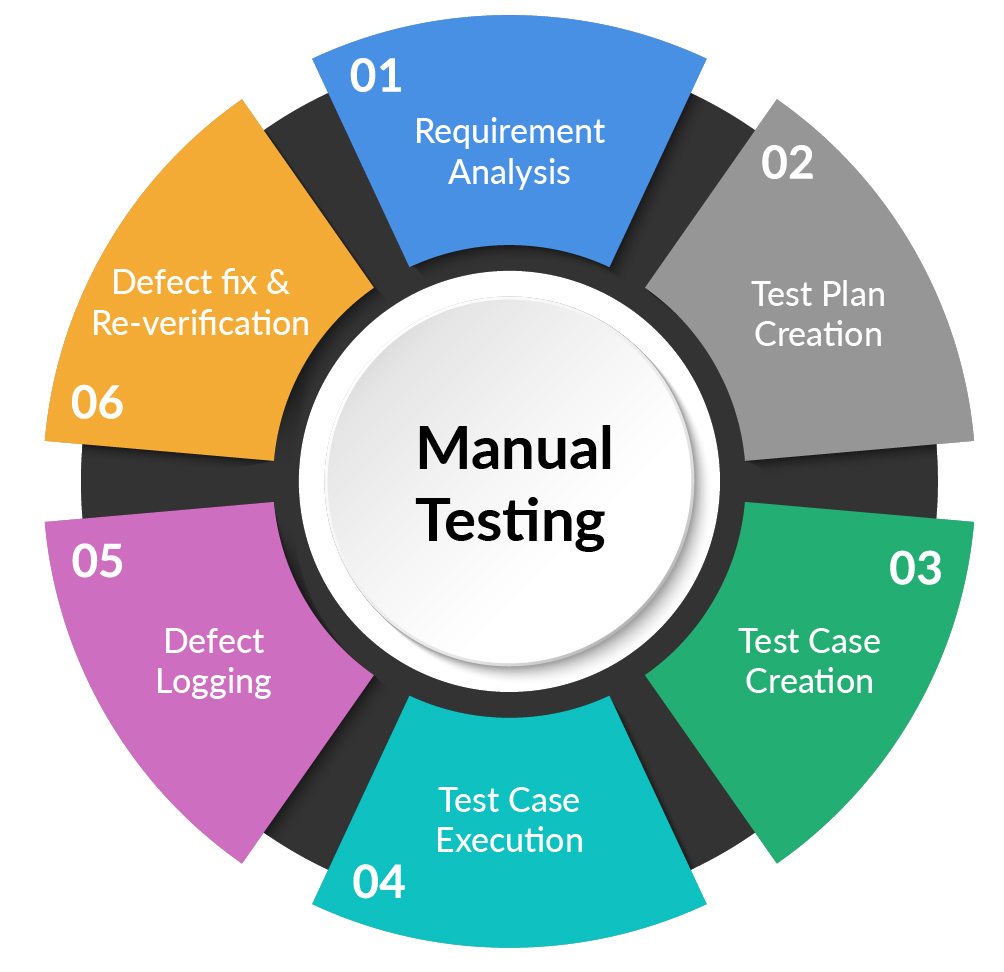 01
Requirement
Analysis
02
Test Plan
Creation
03
Test Case
Creation
04
Test Case
Execution
05
Defect
Logging
06
Defect fix &
Re-verification
Manual
Testing